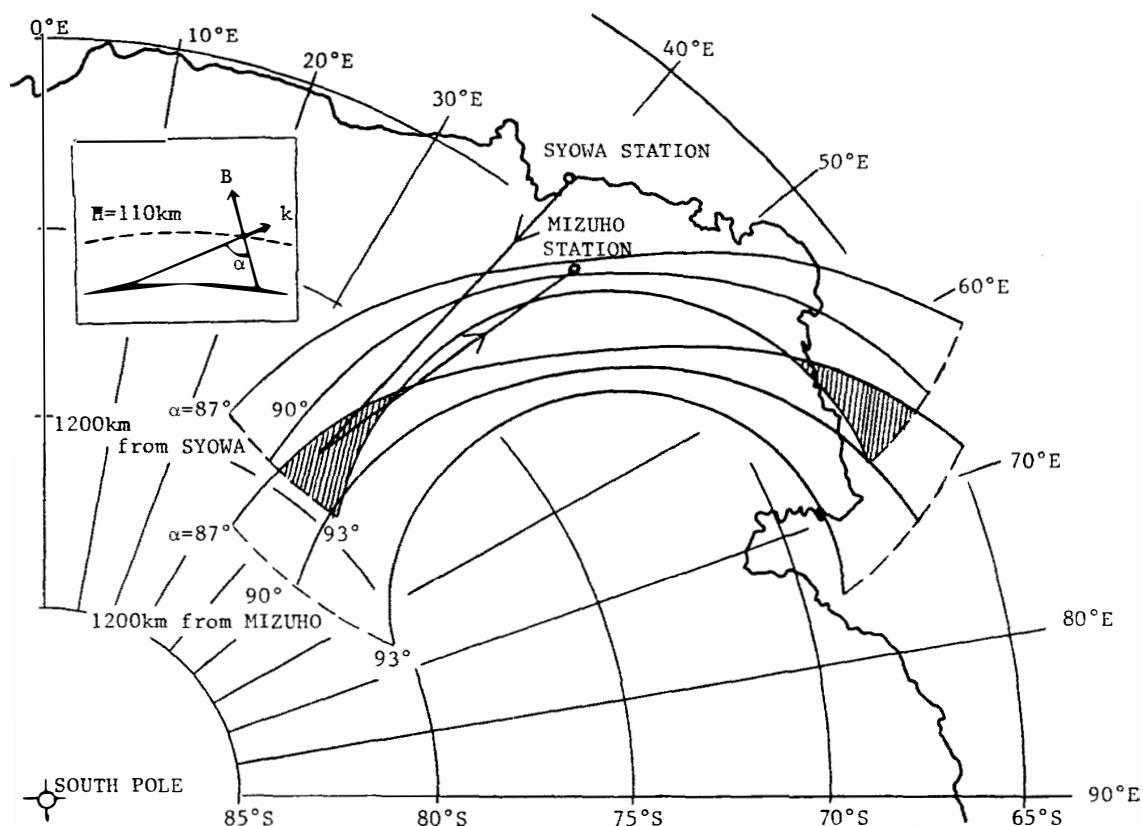 0°E
10°E
20°E
30°E
40°E
50°E
60°E
70°E
80°E
90°E
SYOWA STATION
MIZUHO
STATION
B
H=110km
k
α
α=87°
90°
93°
1200km
from SYOWA
α=87°
90°
93°
1200km from MIZUHO
SOUTH POLE
85°S
80°S
75°S
70°S
65°S